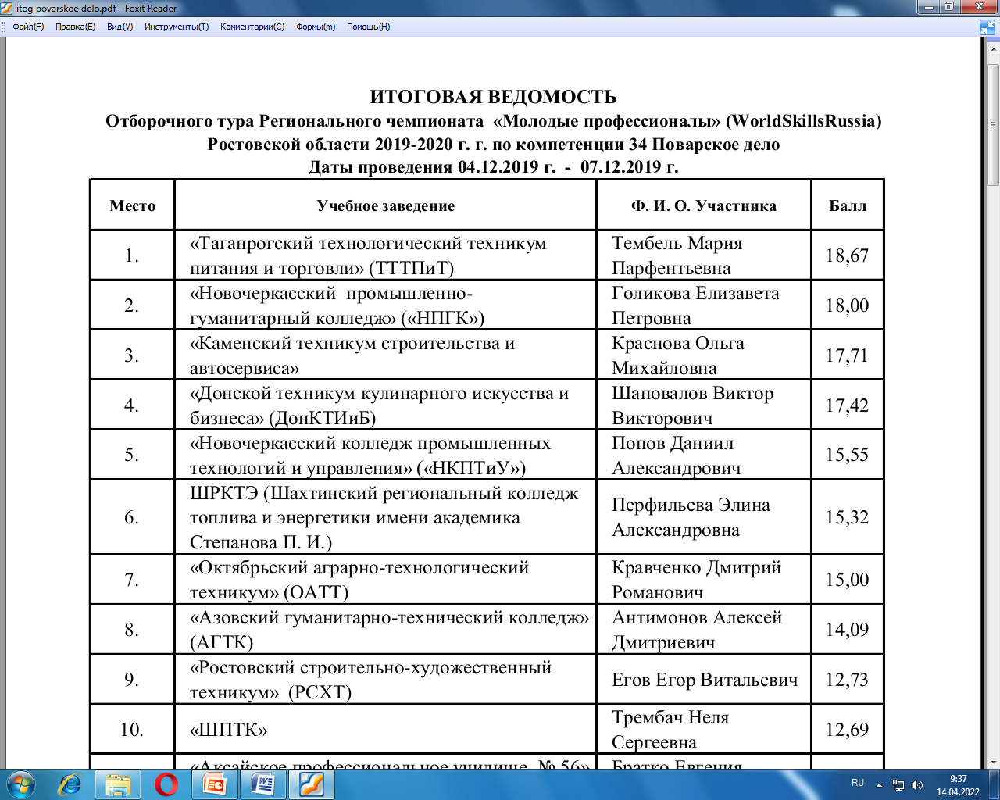 itog povarskoe delo.pdf - Foxit Reader
Файл(F) Правка(E) Вид(V) Инструменты(T) Комментарии(C) Формы(m) Помощь(H)
ИТОГОВАЯ ВЕДОМОСТЬ
Отборочного тура Регионального чемпионата «Молодые профессионалы» (WorldSkillsRussia)
Ростовской области 2019-2020 г. г. по компетенции 34 Поварское дело
Даты проведения 04.12.2019 г. - 07.12.2019 г.
Место Учебное заведение Ф. И. О. Участника Балл
1. «Таганрогский технологический техникум
питания и торговли» (ТТТПиТ)
Тембель Мария
Парфентьевна
18,67
2. «Новочеркасский промышленно-
гуманитарный колледж» («НПГК»)
Голикова Елизавета
Петровна
18,00
3. «Каменский техникум строительства и
автосервиса»
Краснова Ольга
Михайловна
17,71
4. «Донской техникум кулинарного искусства и
бизнеса» (ДонКТИиБ)
Шаповалов Виктор
Викторович
17,42
5. «Новочеркасский колледж промышленных
технологий и управления» («НКПТиУ»)
Попов Даниил
Александрович
15,55
6. ШРКТЭ (Шахтинский региональный колледж
топлива и энергетики имени академика
Степанова П. И.)
Перфильева Элина
Александровна
15,32
7. «Октябрьский аграрно-технологический
техникум» (ОАТТ)
Кравченко Дмитрий
Романович
15,00
8. «Азовский гуманитарно-технический колледж»
(АГТК)
Антимонов Алексей
Дмитриевич
14,09
9. «Ростовский строительно-художественный
техникум» (РСХТ)
Егов Егор Витальевич
12,73
10. «ШПТК»
Трембач Неля
Сергеевна
12,69
«Аксайское профессиональное училище № 56»
Братко Евгения
RU
9:37
14.04.2022